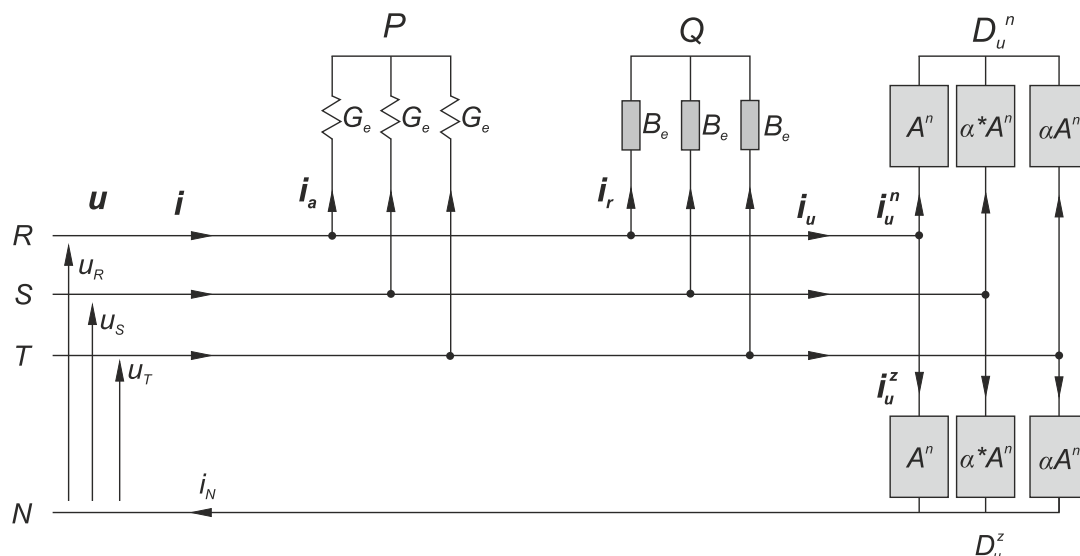 P Q D_u^n
G_e G_e G_e B_e B_e B_e A^n α*A^n αA^n
u i i_a i_r i_u i_u^n
R
u_R
S
u_S
T
u_T i_u^z
A^n α*A^n αA^n
i_N
N
D_u^z